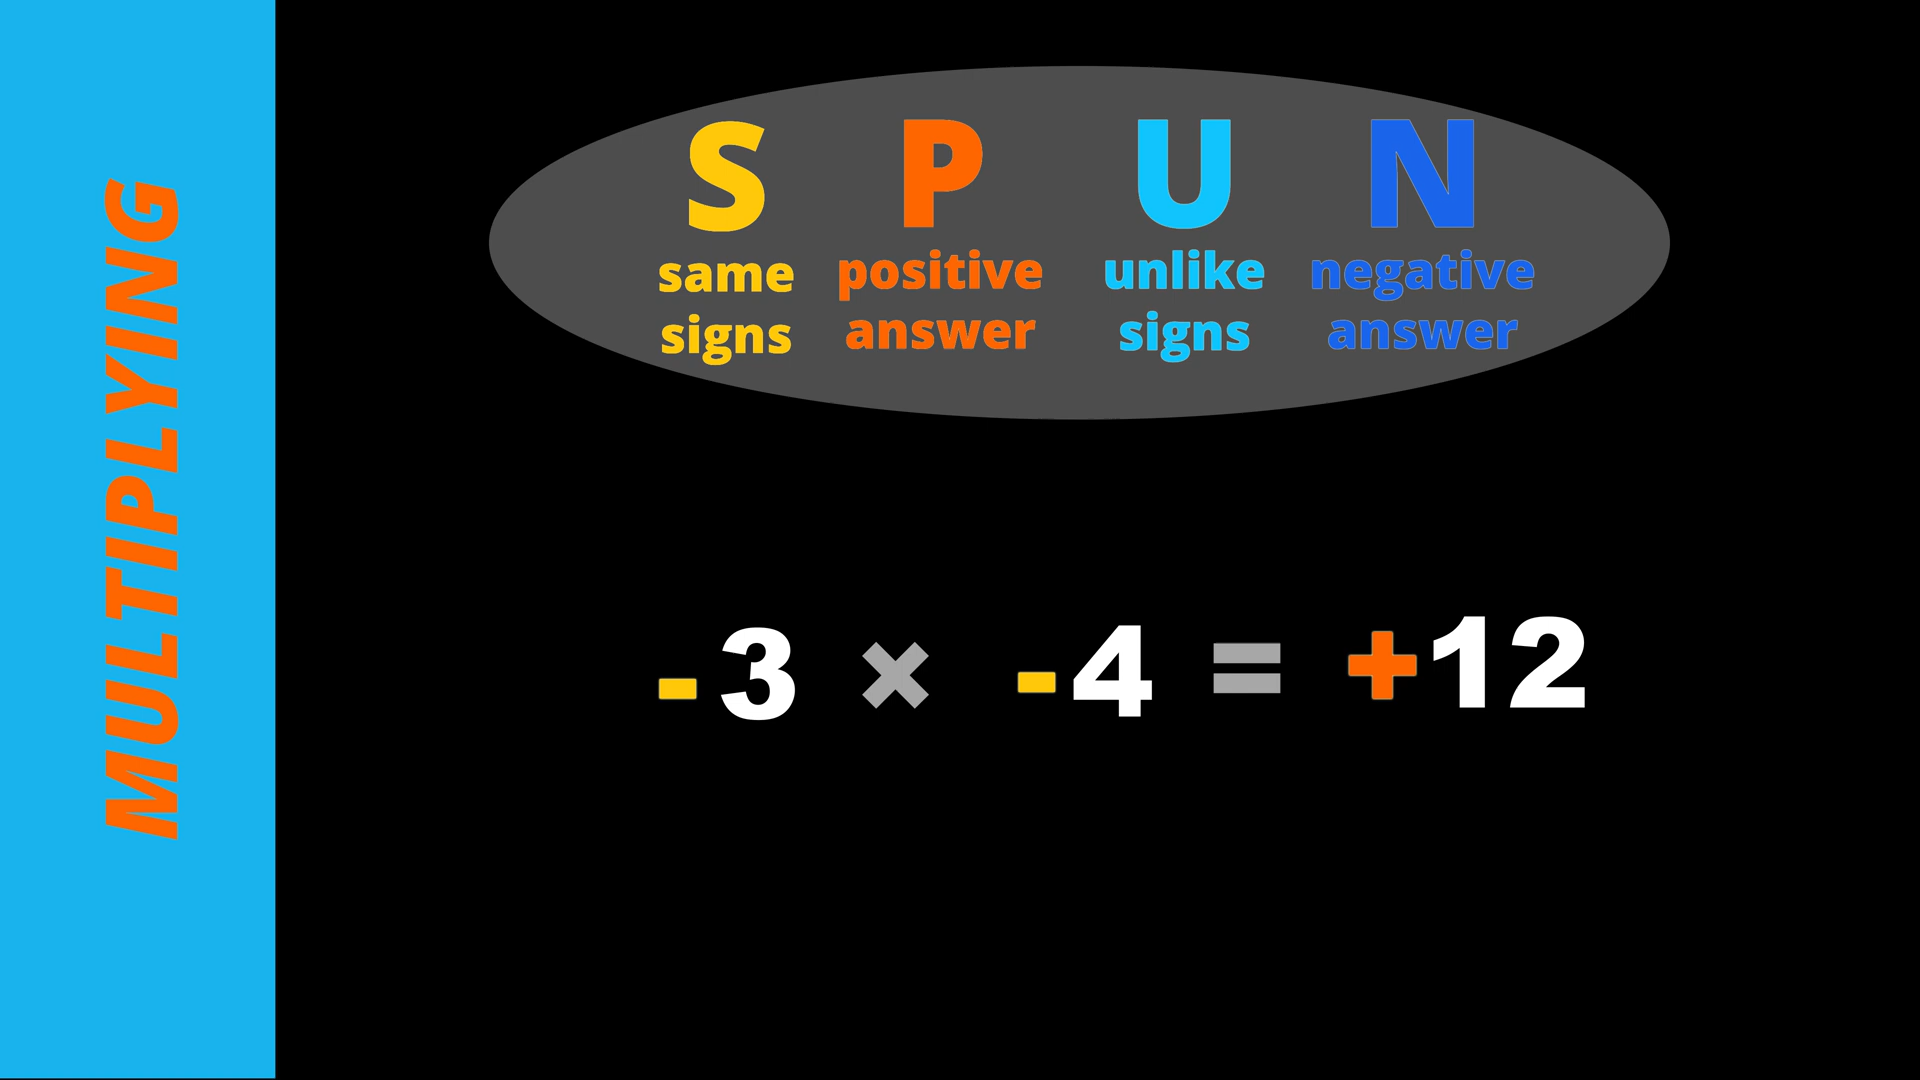 MULTIPLYING
S P U N
same positive unlike negative
signs answer signs answer
-3 × -4 = +12